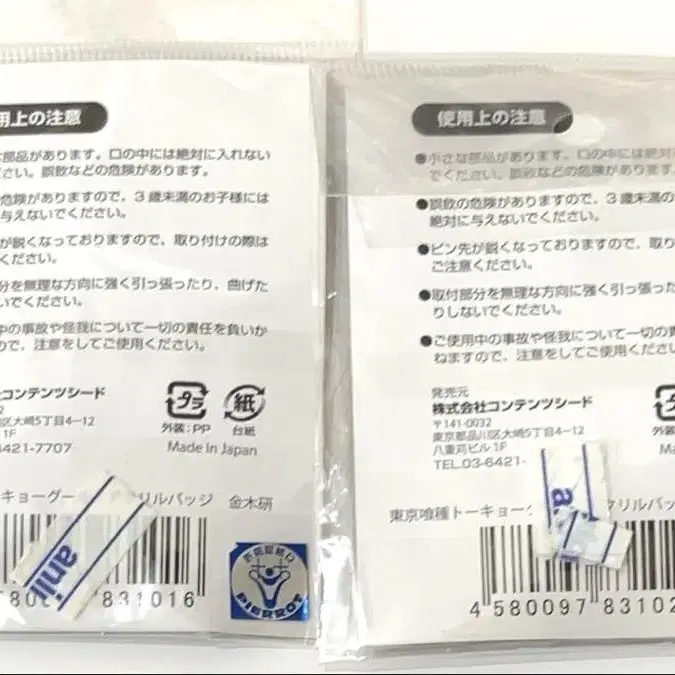 用上の注意
な部品があります。口の中には絶対に入れない
ださい。誤飲などの危険があります。
危険がありますので、3歳未満のお子様には
与えないでください。
が鋭くなっておりますので、取り付けの際は
ください。
分を無理な方向に強く引っ張ったり、曲げた
いでください。
中の事故や怪我について一切の責任を負いか
ので、注意をしてご使用ください。
社コンテンツシード
2
区大崎5丁目4-12
1F
6421-7707
プラ
外装:PP
紙
台紙
Made in Japan
キョーグー
クリルバッジ 金木研
ani
831016
PIERROT
使用上の注意
●小さな部品があります。口の中には絶対に
でください。誤飲などの危険があります
●誤飲の危険がありますので、3歳未満の
絶対に与えないでください。
●ピン先が鋭くなっておりますので、取り
ご注意ください。
●取付部分を無理な方向に強く引っ張った
りしないでください。
●ご使用中の事故や怪我について一切の
ねますので、注意をしてご使用ください
発売元
株式会社コンテンツシード
〒141-0032
東京都品川区大崎5丁目4-12
八重苅ビル1F
TEL.03-6421-
外装
Mad
東京喰種トーキョーグ
クリルバッ
a
4 580097 83102